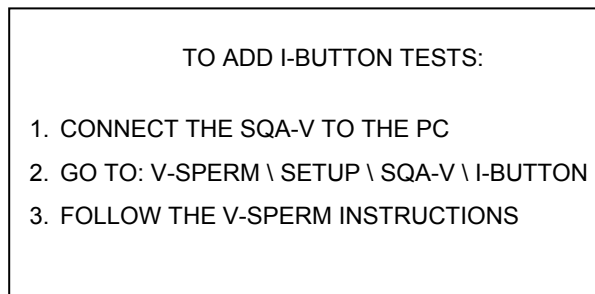 TO ADD I-BUTTON TESTS:
1. CONNECT THE SQA-V TO THE PC
2. GO TO: V-SPERM \ SETUP \ SQA-V \ I-BUTTON
3. FOLLOW THE V-SPERM INSTRUCTIONS